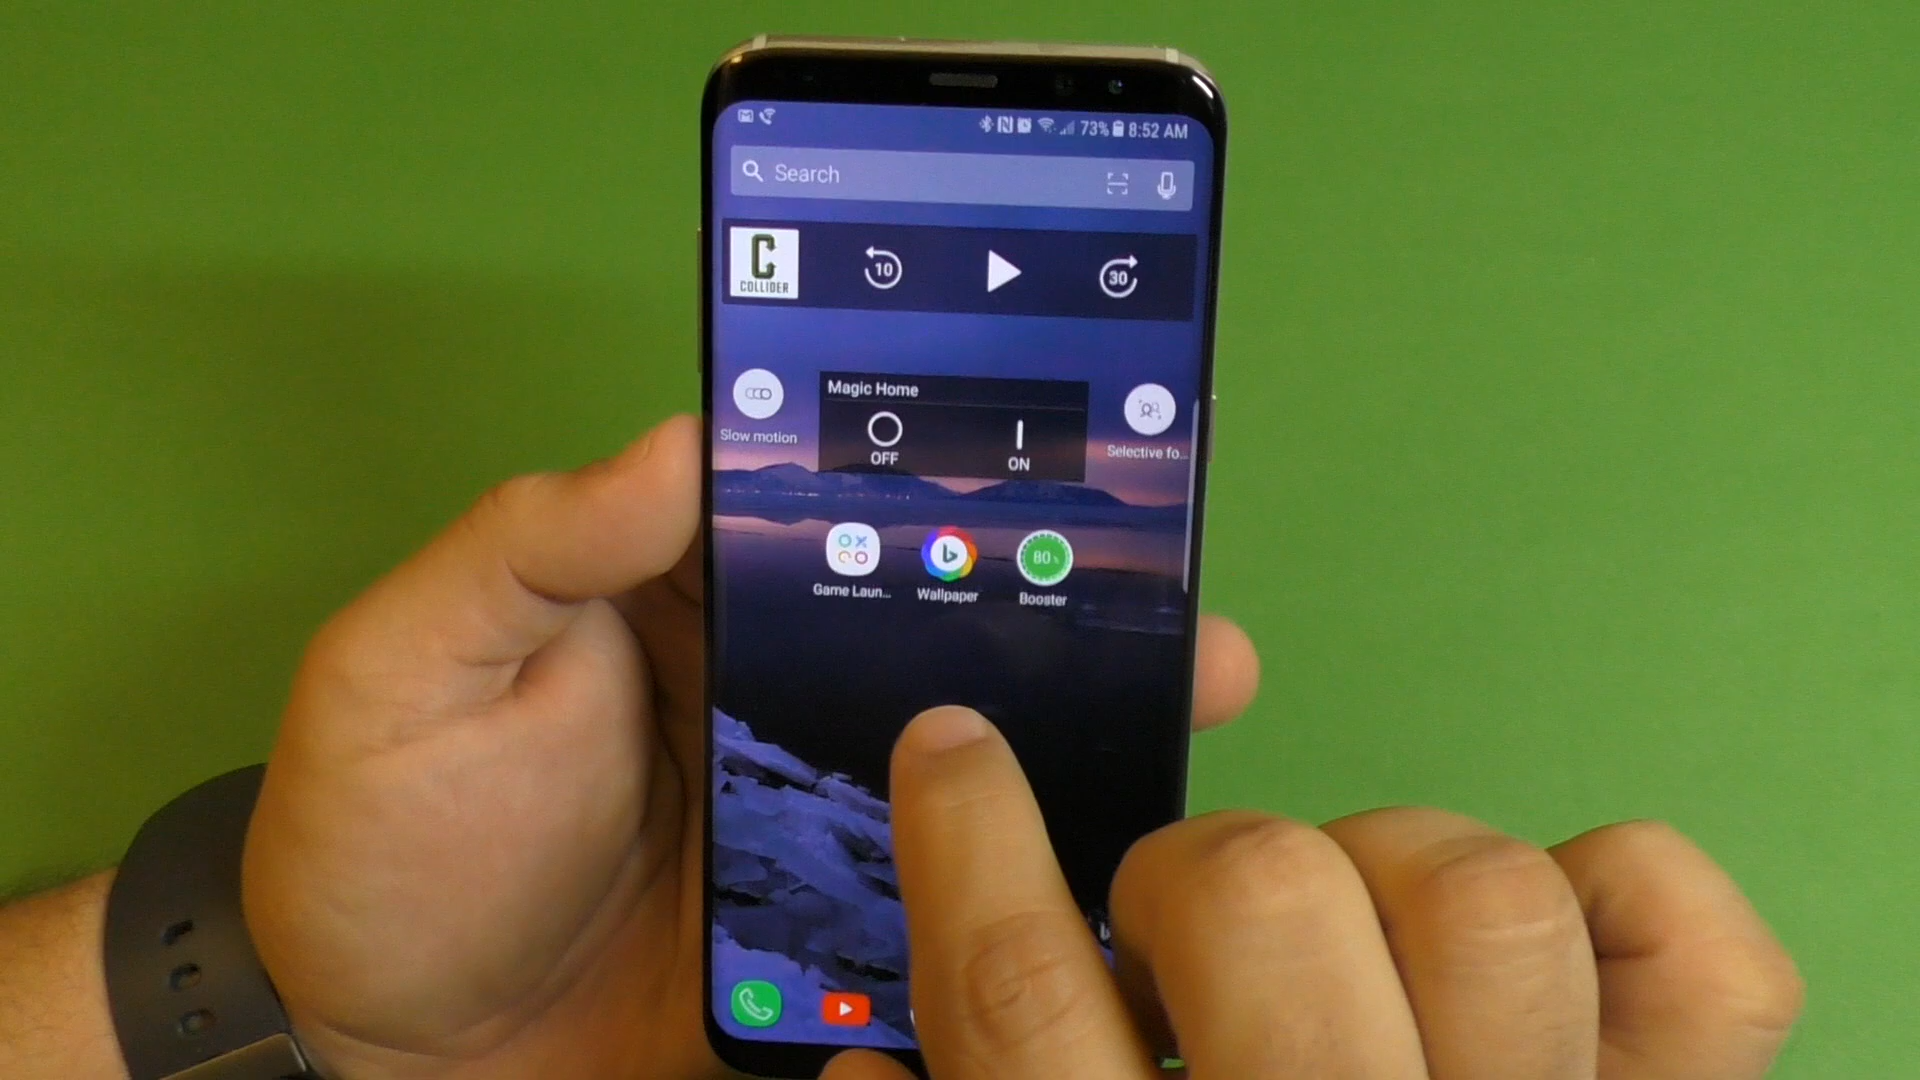 73% 8:52 AM
Search
C
COLLIDER
10
30
Magic Home
OFF
ON
Slow motion
Selective fo...
80%
Game Laun...
Wallpaper
Booster